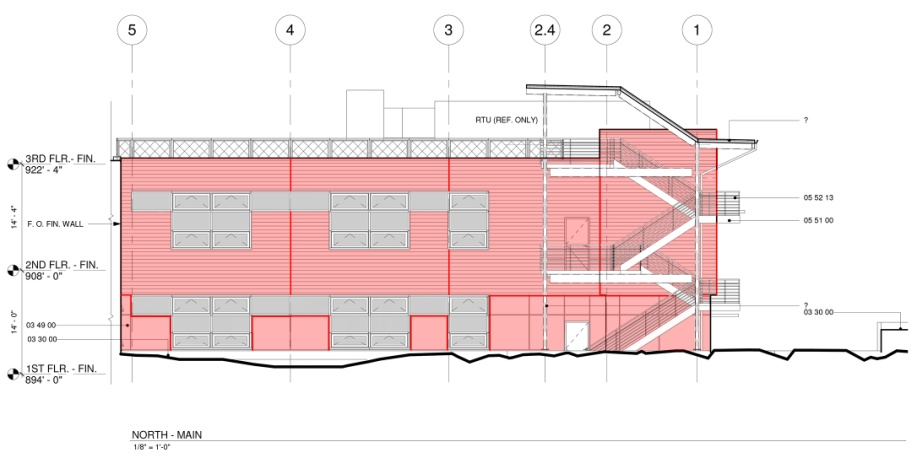 5
4
3
2.4
2
1
RTU (REF. ONLY)
?
3RD FLR.- FIN.
922' - 4"
14' - 4"
F. O. FIN. WALL
05 52 13
05 51 00
2ND FLR. - FIN.
908' - 0"
14' - 0"
?
03 30 00
03 49 00
03 30 00
1ST FLR. - FIN.
894' - 0"
NORTH - MAIN
1/8" = 1'-0"